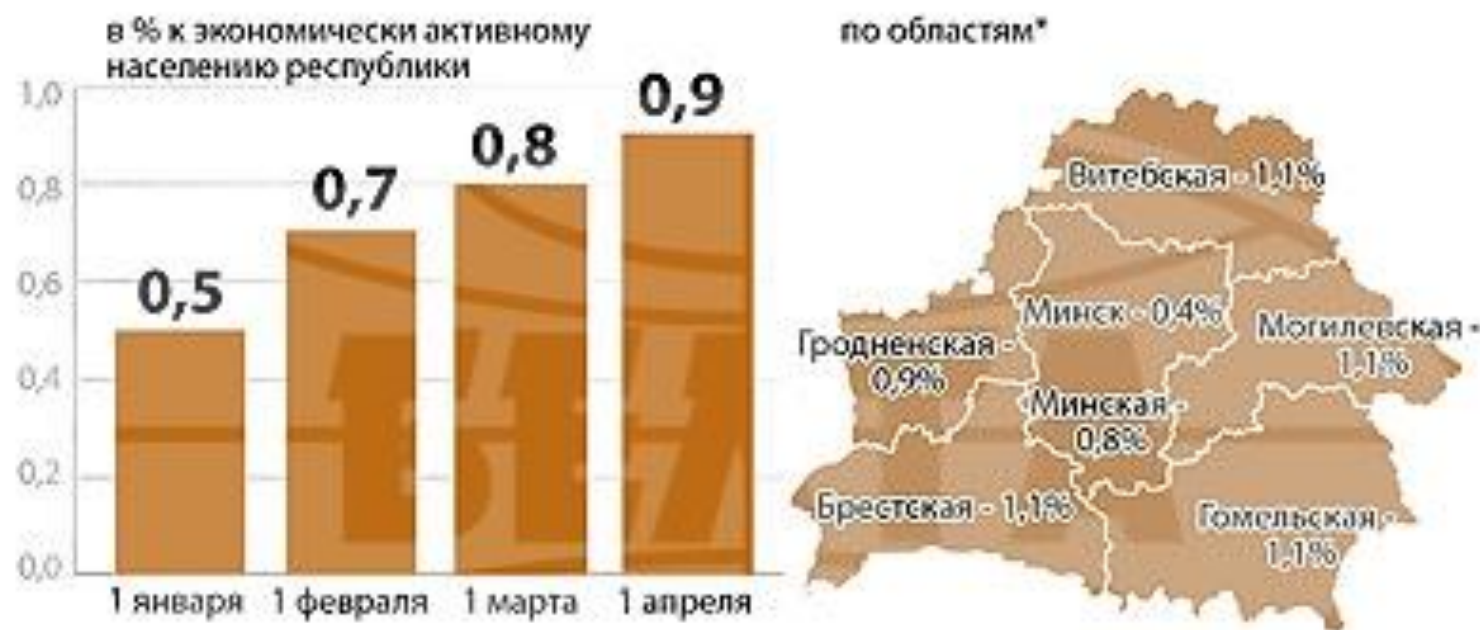 в % к экономически активному
населению республики
по областям*
1,0
0,8
0,6
0,4
0,2
0,0
0,5
0,7
0,8
0,9
1 января
1 февраля
1 марта
1 апреля
Витебская - 1,1%
Минск - 0,4%
Могилевская -
1,1%
Гродненская -
0,9%
Минская -
0,8%
Брестская - 1,1%
Гомельская -
1,1%